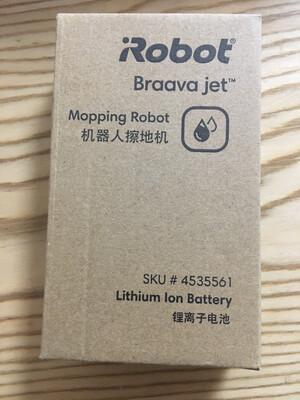 iRobot®
Braava jet™
Mopping Robot
机器人擦地机
SKU # 4535561
Lithium Ion Battery
锂离子电池